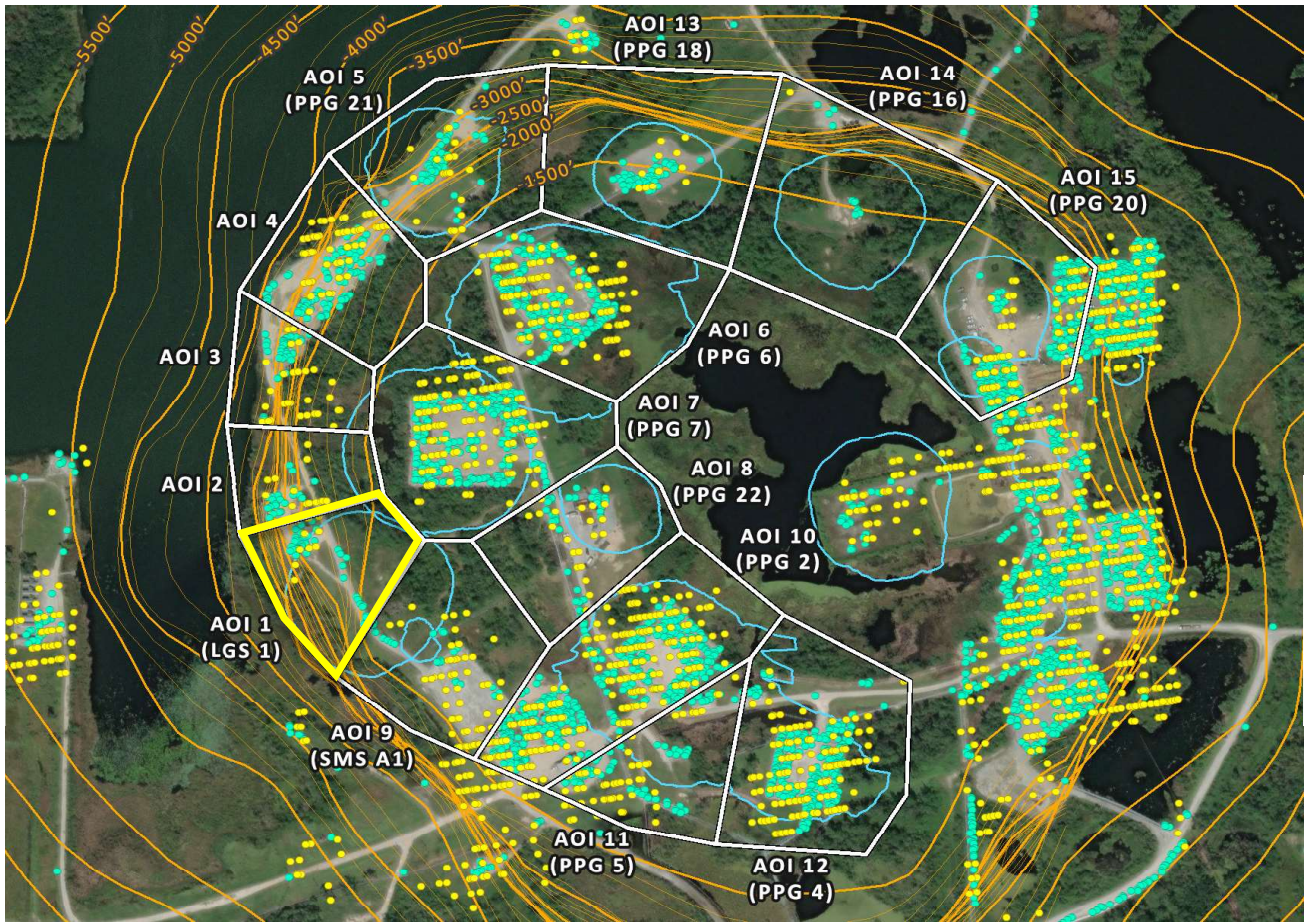 -5500'
-5000'
-4500'
-4000'
-3500'
-3000'
-2500'
-2000'
-1500'
AOI 13
(PPG 18)
AOI 5
(PPG 21)
AOI 14
(PPG 16)
AOI 15
(PPG 20)
AOI 4
AOI 3
AOI 6
(PPG 6)
AOI 7
(PPG 7)
AOI 2
AOI 8
(PPG 22)
AOI 10
(PPG 2)
AOI 1
(LGS 1)
AOI 9
(SMS A1)
AOI 11
(PPG 5)
AOI 12
(PPG 4)